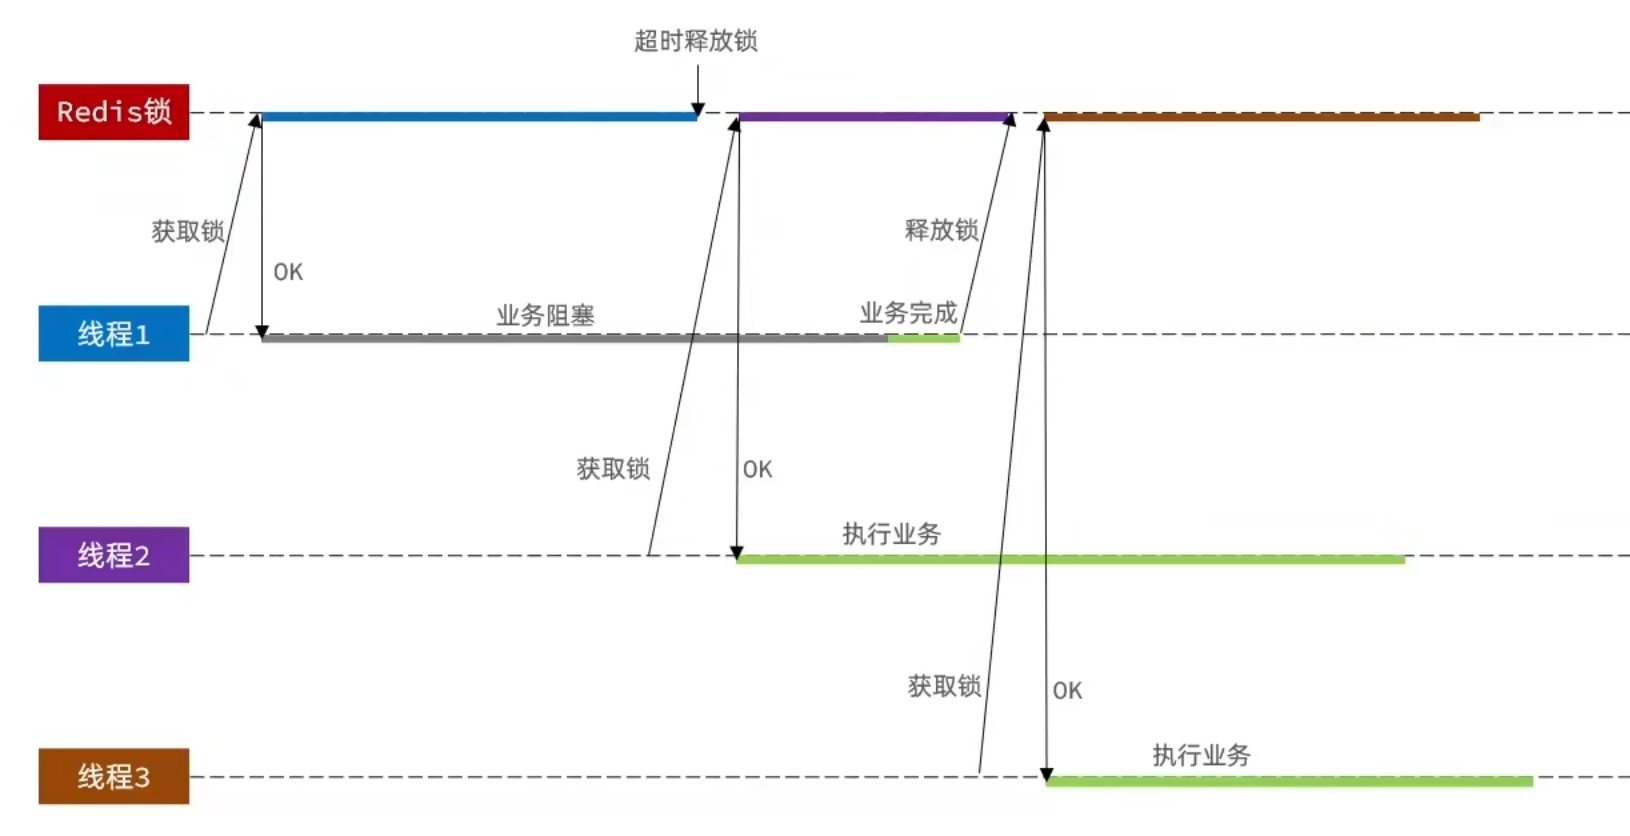 超时释放锁
Redis锁
获取锁
释放锁
OK
业务阻塞
业务完成
线程1
获取锁
OK
执行业务
线程2
获取锁
OK
执行业务
线程3